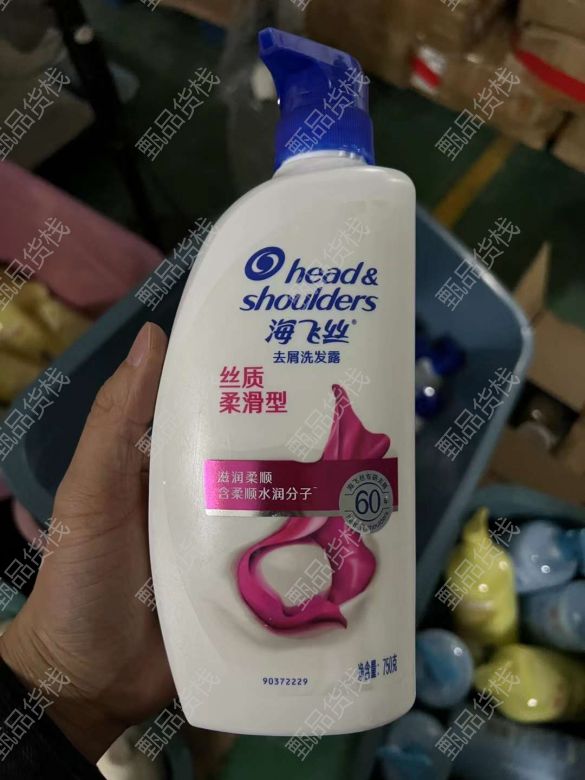 head &
shoulders
海飞丝®
去屑洗发露
丝质
柔滑型
滋润柔顺
含柔顺水润分子
60
90372229
净含量：750克
甄品货栈